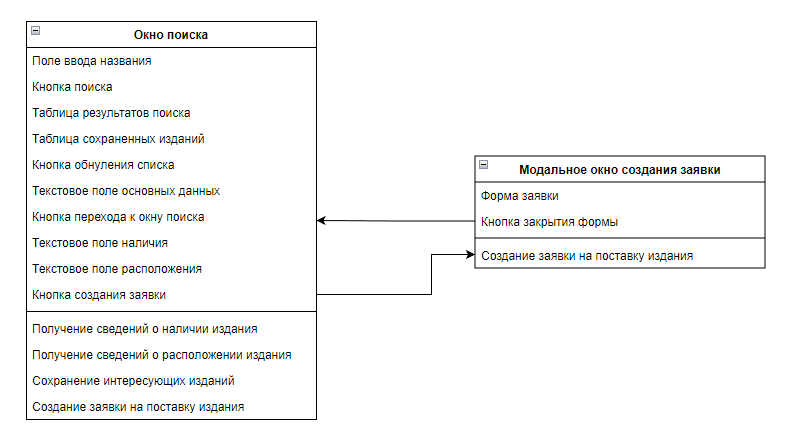 Окно поиска
Поле ввода названия
Кнопка поиска
Таблица результатов поиска
Таблица сохраненных изданий
Кнопка обнуления списка
Текстовое поле основных данных
Кнопка перехода к окну поиска
Текстовое поле наличия
Текстовое поле расположения
Кнопка создания заявки
Получение сведений о наличии издания
Получение сведений о расположении издания
Сохранение интересующих изданий
Создание заявки на поставку издания
Модальное окно создания заявки
Форма заявки
Кнопка закрытия формы
Создание заявки на поставку издания